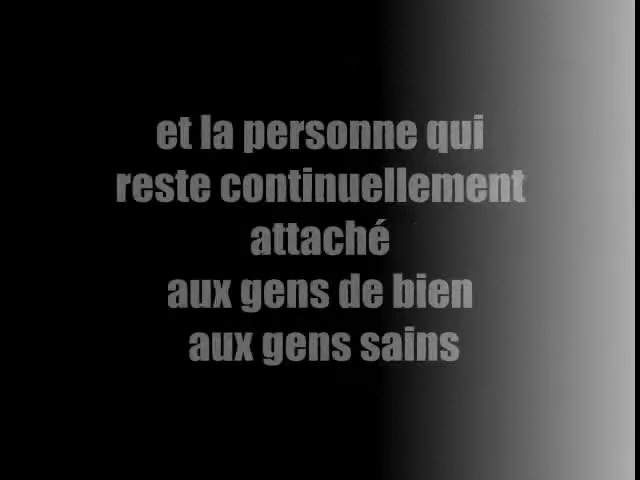 et la personne qui
reste continuellement
attaché
aux gens de bien
aux gens sains